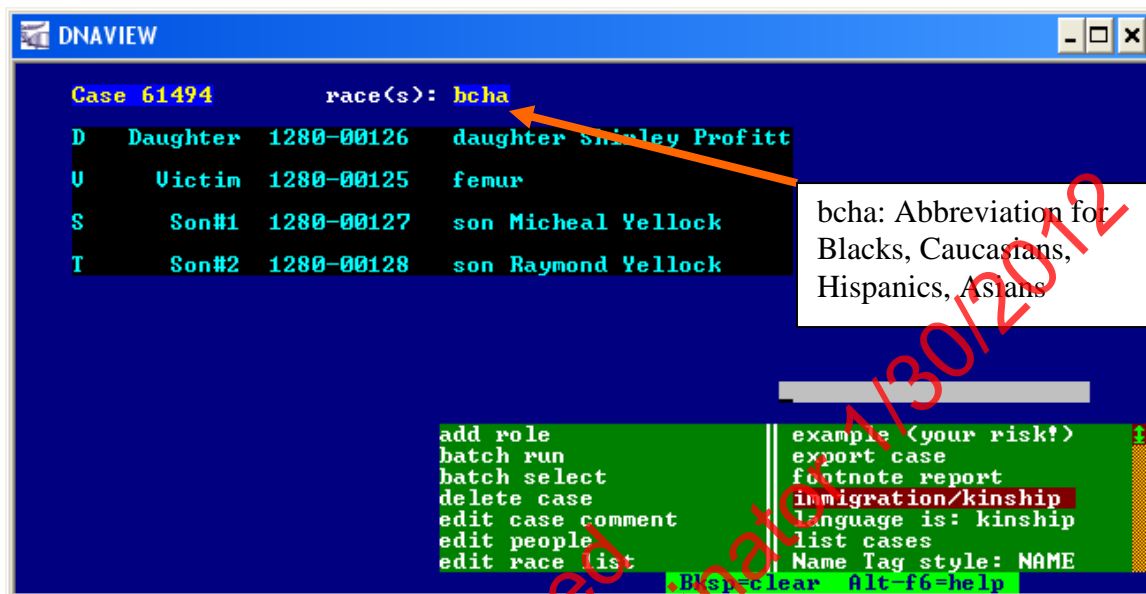 DNAVIEW
Case 61494 race(s): bcha
D Daughter 1280-00126 daughter Shirley Profitt
V Victim 1280-00125 femur
S Son#1 1280-00127 son Micheal Yellock
T Son#2 1280-00128 son Raymond Yellock
bcha: Abbreviation for
Blacks, Caucasians,
Hispanics, Asians
add role
batch run
batch select
delete case
edit case comment
edit people
edit race list
example (your risk!)
export case
footnote report
immigration/kinship
language is: kinship
list cases
Name Tag style: NAME
Bksp=clear Alt-f6=help
1/30/2012